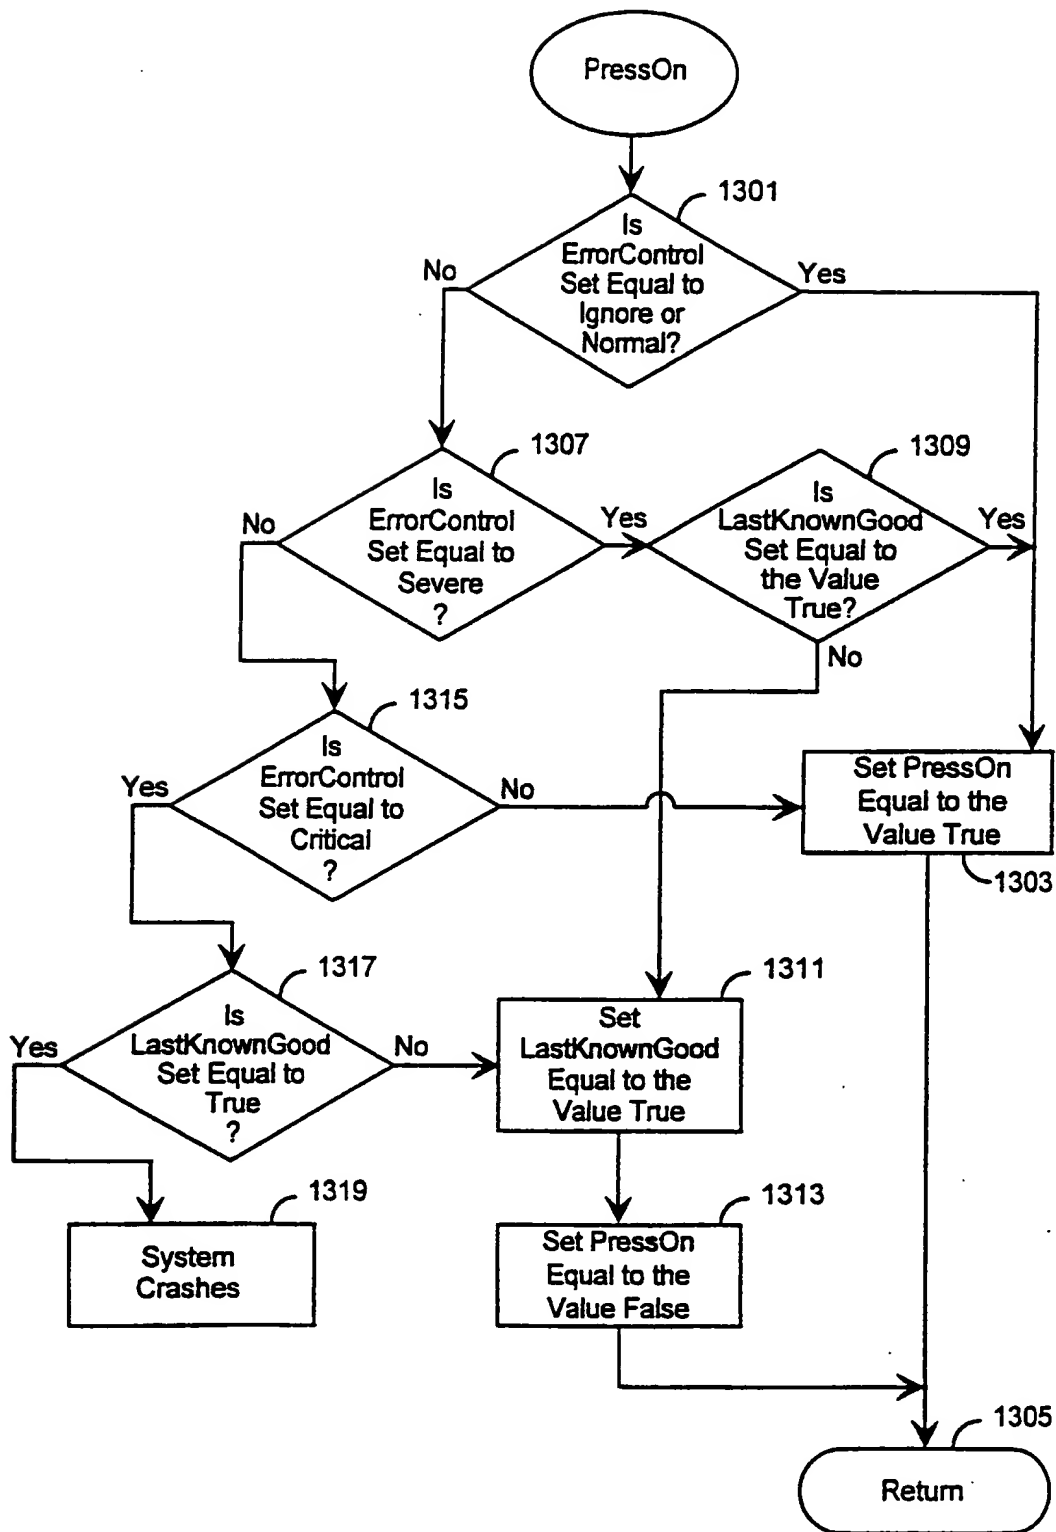 PressOn
1301
Is
ErrorControl
Set Equal to
Ignore or
Normal?
No
Yes
1307
Is
ErrorControl
Set Equal to
Severe
?
No
Yes
1309
Is
LastKnownGood
Set Equal to
the Value
True?
Yes
No
1315
Is
ErrorControl
Set Equal to
Critical
?
Yes
No
Set PressOn
Equal to the
Value True
1303
1317
Is
LastKnownGood
Set Equal to
True
?
Yes
No
1311
Set
LastKnownGood
Equal to the
Value True
1319
System
Crashes
1313
Set PressOn
Equal to the
Value False
1305
Return